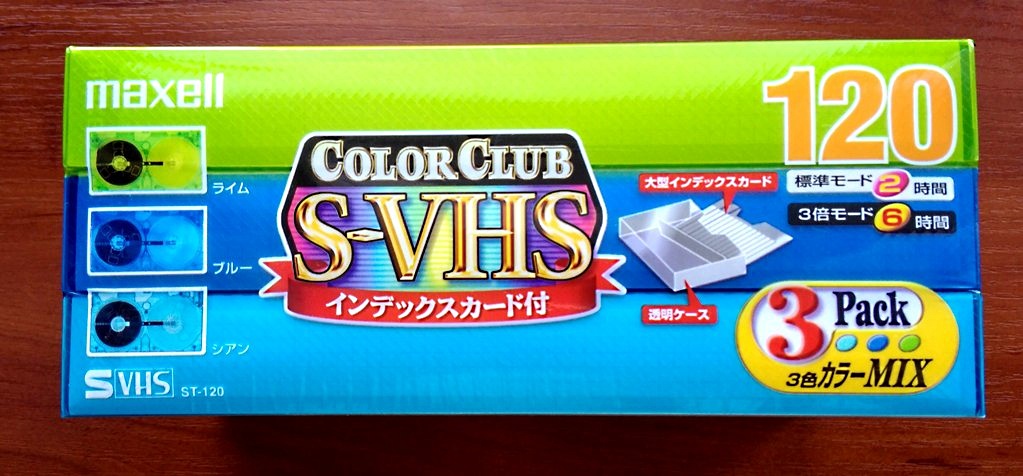 maxell
120
ライム
ブルー
シアン
COLOR CLUB
S-VHS
インデックスカード付
大型インデックスカード
透明ケース
標準モード2時間
3倍モード6時間
3 Pack
3色カラーMIX
S VHS ST-120